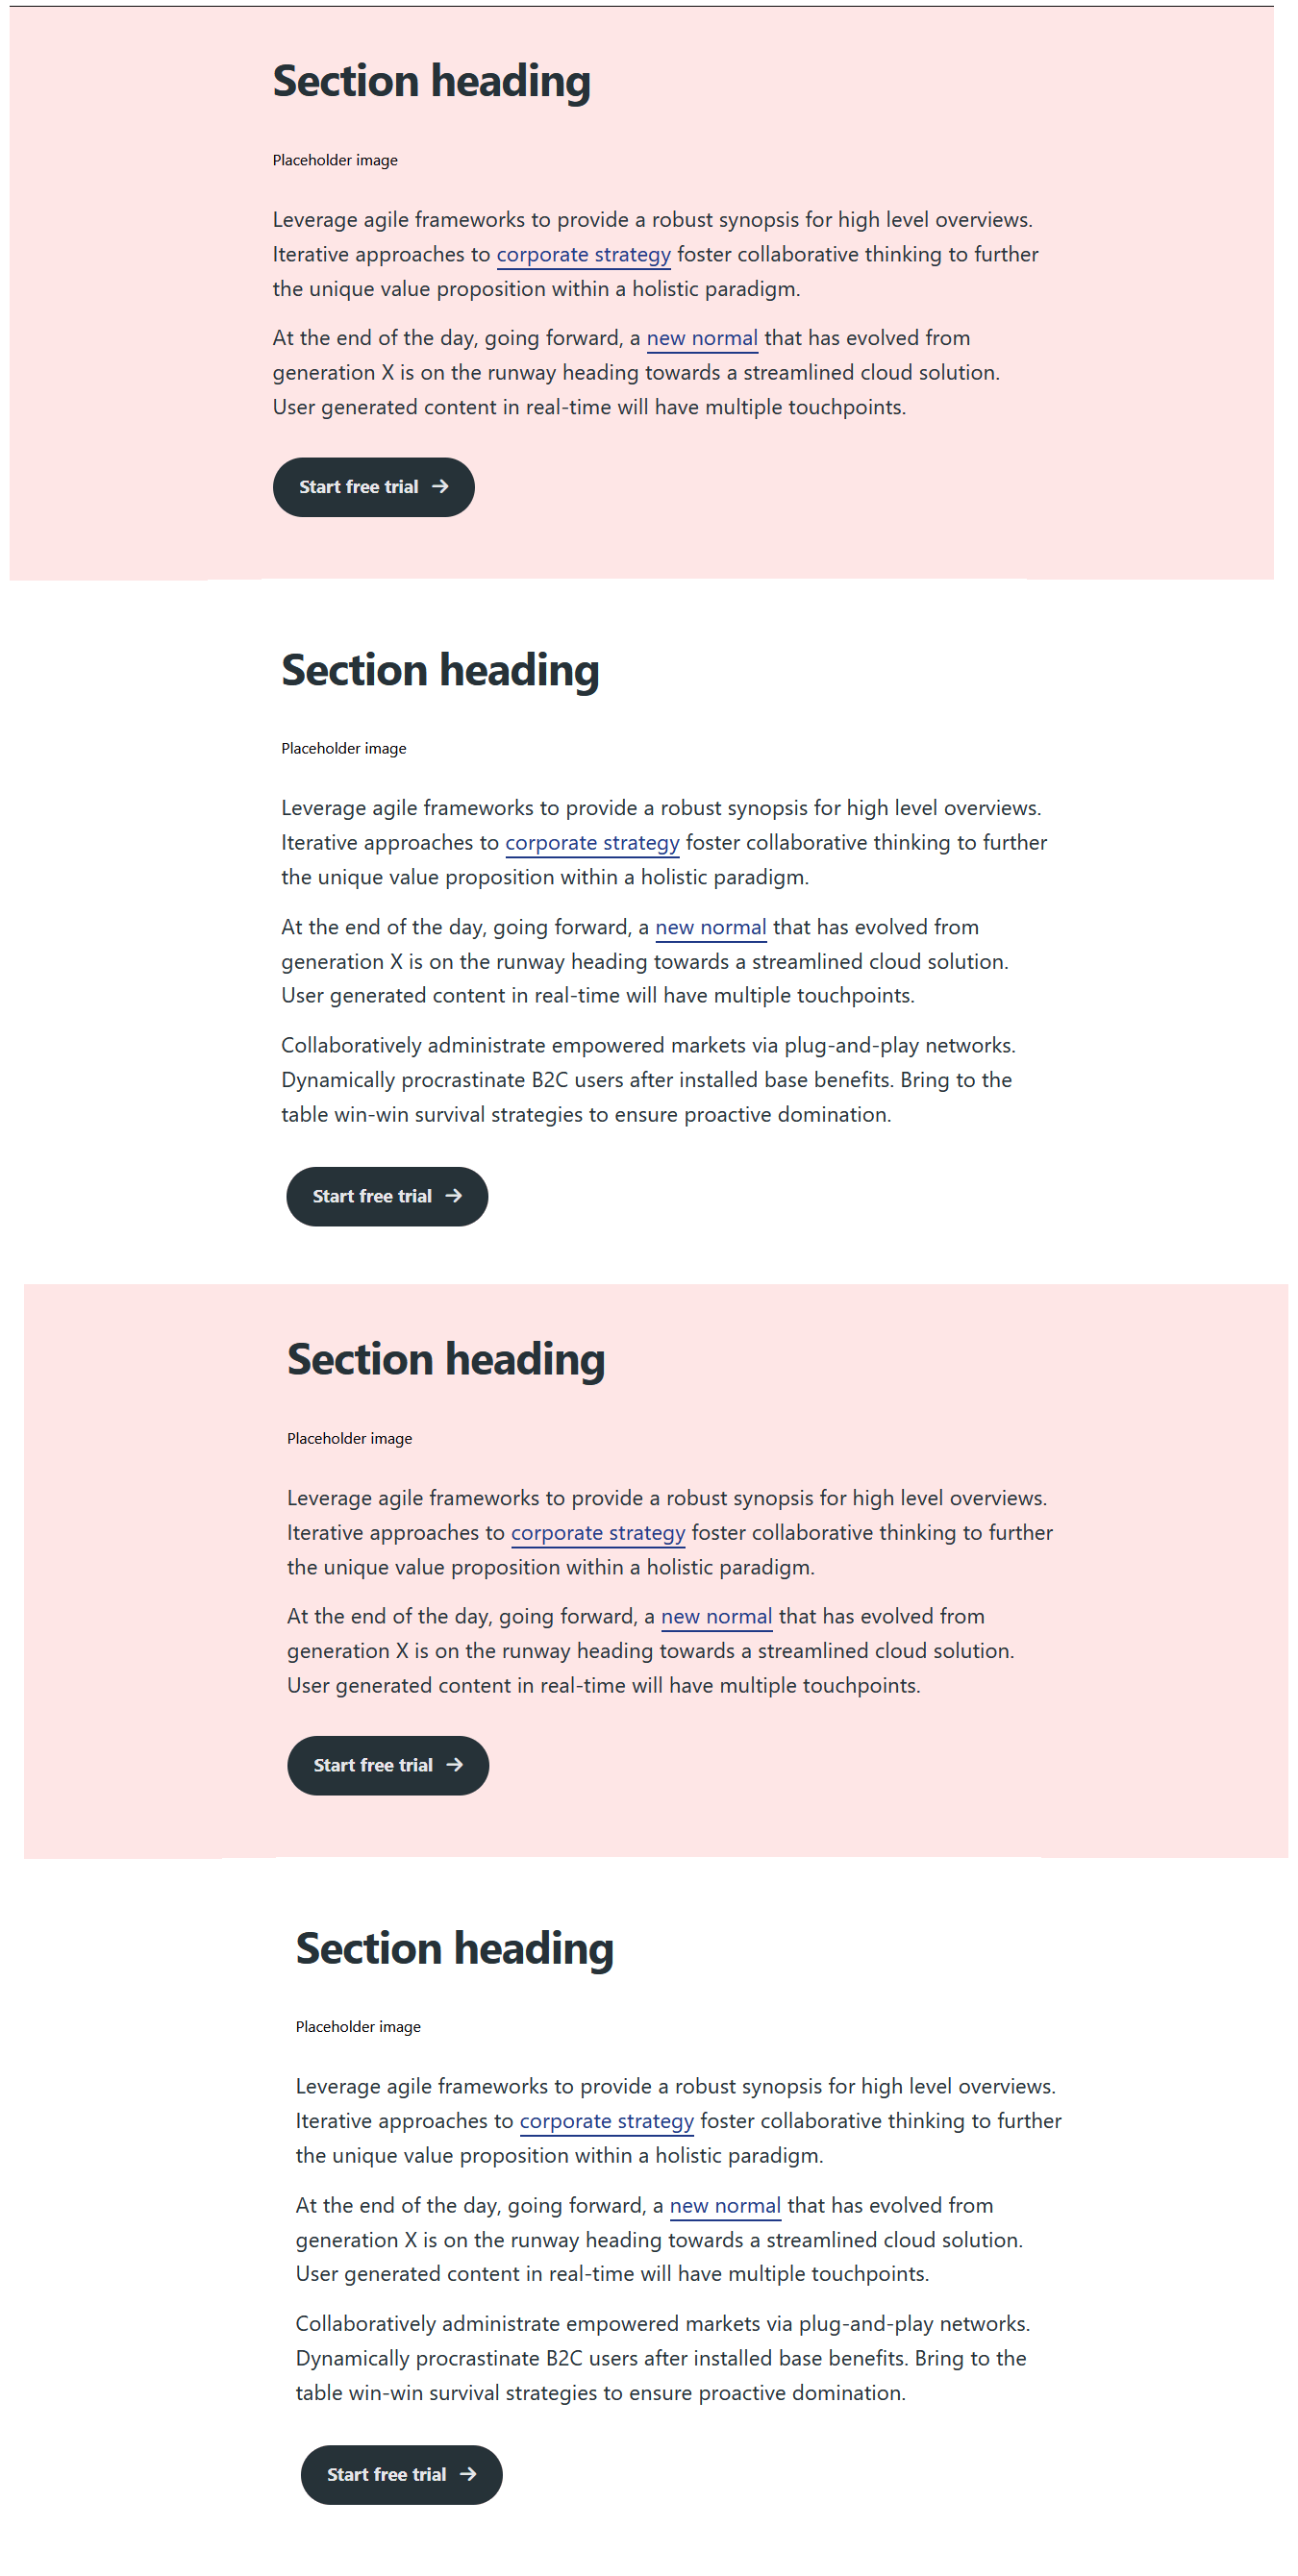 Section heading
Placeholder image
Leverage agile frameworks to provide a robust synopsis for high level overviews.
Iterative approaches to corporate strategy foster collaborative thinking to further
the unique value proposition within a holistic paradigm.
At the end of the day, going forward, a new normal that has evolved from
generation X is on the runway heading towards a streamlined cloud solution.
User generated content in real-time will have multiple touchpoints.
Start free trial →
Section heading
Placeholder image
Leverage agile frameworks to provide a robust synopsis for high level overviews.
Iterative approaches to corporate strategy foster collaborative thinking to further
the unique value proposition within a holistic paradigm.
At the end of the day, going forward, a new normal that has evolved from
generation X is on the runway heading towards a streamlined cloud solution.
User generated content in real-time will have multiple touchpoints.
Collaboratively administrate empowered markets via plug-and-play networks.
Dynamically procrastinate B2C users after installed base benefits. Bring to the
table win-win survival strategies to ensure proactive domination.
Start free trial →
Section heading
Placeholder image
Leverage agile frameworks to provide a robust synopsis for high level overviews.
Iterative approaches to corporate strategy foster collaborative thinking to further
the unique value proposition within a holistic paradigm.
At the end of the day, going forward, a new normal that has evolved from
generation X is on the runway heading towards a streamlined cloud solution.
User generated content in real-time will have multiple touchpoints.
Start free trial →
Section heading
Placeholder image
Leverage agile frameworks to provide a robust synopsis for high level overviews.
Iterative approaches to corporate strategy foster collaborative thinking to further
the unique value proposition within a holistic paradigm.
At the end of the day, going forward, a new normal that has evolved from
generation X is on the runway heading towards a streamlined cloud solution.
User generated content in real-time will have multiple touchpoints.
Collaboratively administrate empowered markets via plug-and-play networks.
Dynamically procrastinate B2C users after installed base benefits. Bring to the
table win-win survival strategies to ensure proactive domination.
Start free trial →